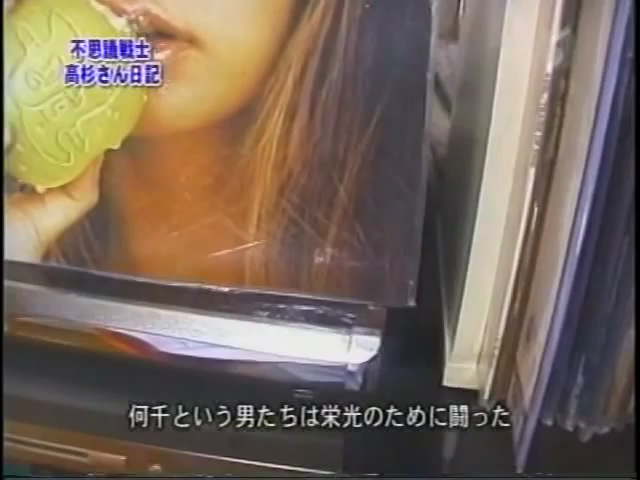 不思議戦士
高杉さん日記
何千という男たちは栄光のために闘った